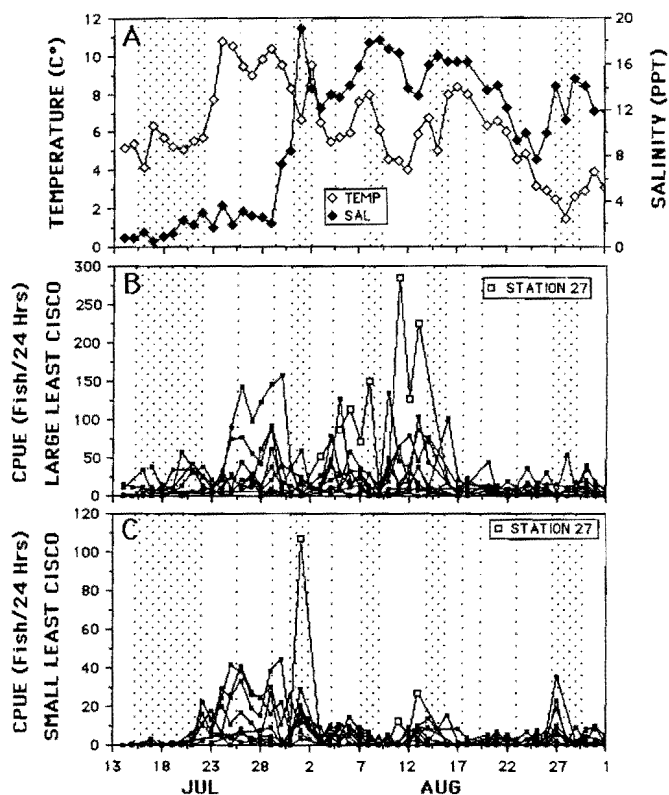 A
TEMPERATURE (C°)
12
10
8
6
4
2
0
SALINITY (PPT)
20
16
12
8
4
0
TEMP
SAL
B
CPUE (Fish/24 Hrs)
LARGE LEAST CISCO
300
250
200
150
100
50
0
STATION 27
C
CPUE (Fish/24 Hrs)
SMALL LEAST CISCO
120
100
80
60
40
20
0
STATION 27
13 18 23 28 2 7 12 17 22 27 1
JUL AUG